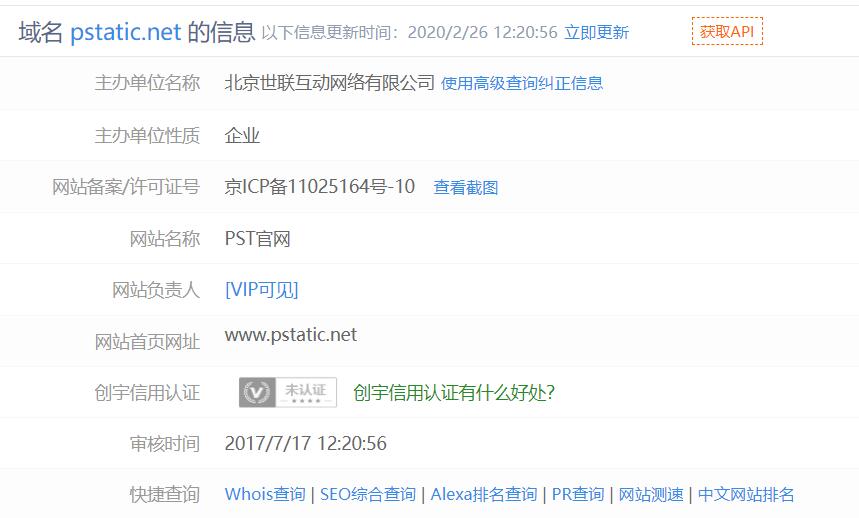 域名 pstatic.net 的信息 以下信息更新时间：2020/2/26 12:20:56 立即更新 获取API
主办单位名称 北京世联互动网络有限公司 使用高级查询纠正信息
主办单位性质 企业
网站备案/许可证号 京ICP备11025164号-10 查看截图
网站名称 PST官网
网站负责人 [VIP可见]
网站首页网址 www.pstatic.net
创宇信用认证 未认证 创宇信用认证有什么好处?
审核时间 2017/7/17 12:20:56
快捷查询 Whois查询 | SEO综合查询 | Alexa排名查询 | PR查询 | 网站测速 | 中文网站排名